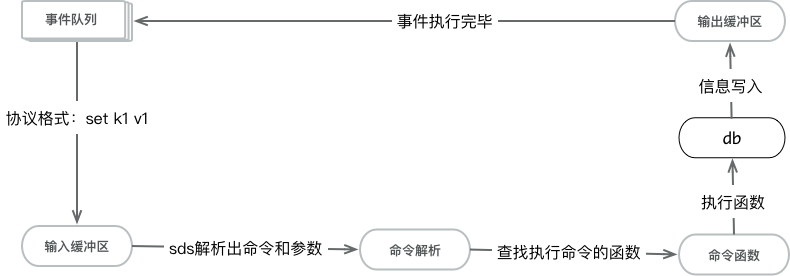 事件队列
事件执行完毕
输出缓冲区
信息写入
协议格式：set k1 v1
db
执行函数
输入缓冲区
sds解析出命令和参数
命令解析
查找执行命令的函数
命令函数